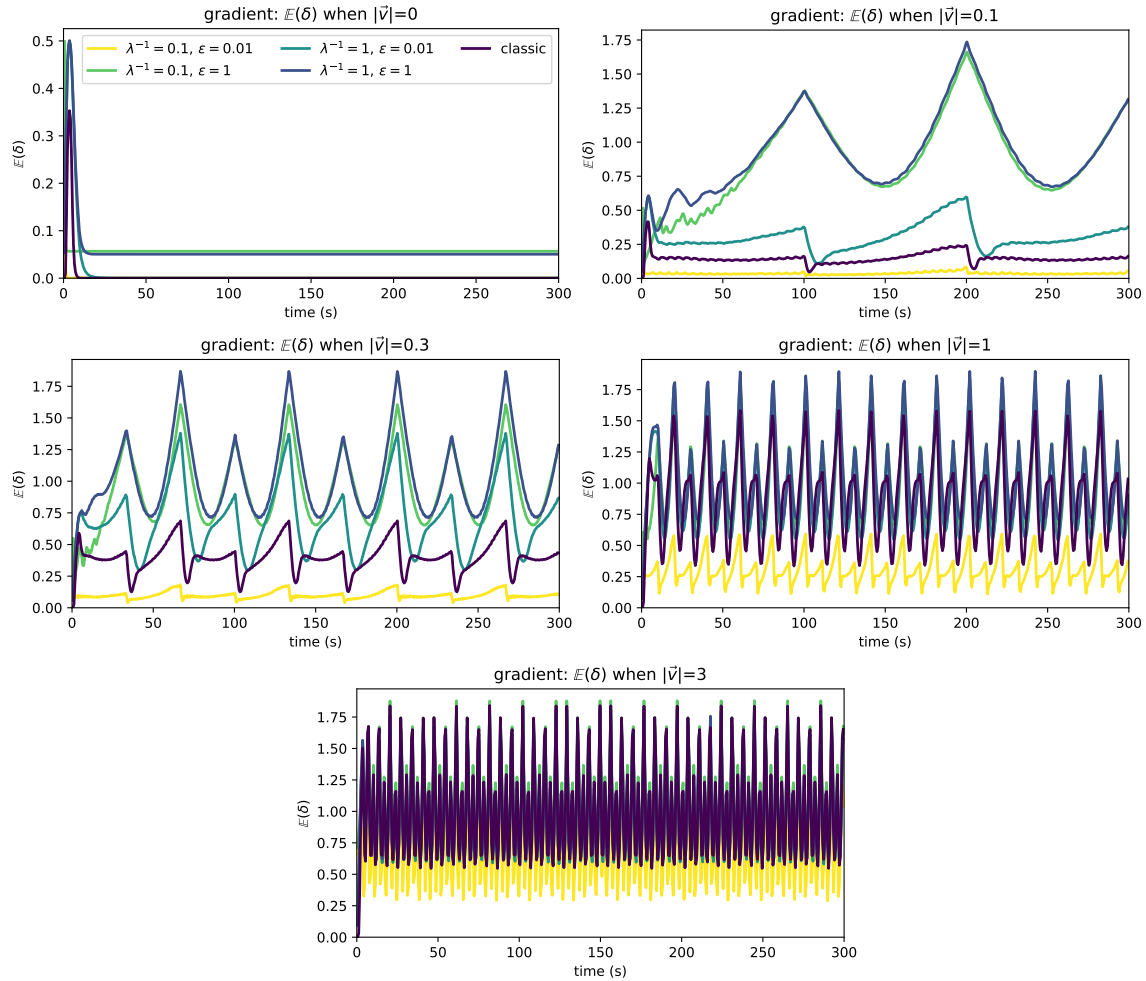 gradient: 𝔼(δ) when |v⃗|=0
𝔼(δ)
0.5
0.4
0.3
0.2
0.1
0.0
λ⁻¹ = 0.1, ε = 0.01
λ⁻¹ = 0.1, ε = 1
λ⁻¹ = 1, ε = 0.01
λ⁻¹ = 1, ε = 1
classic
0 50 100 150 200 250 300
time (s)
gradient: 𝔼(δ) when |v⃗|=0.1
𝔼(δ)
1.75
1.50
1.25
1.00
0.75
0.50
0.25
0.00
0 50 100 150 200 250 300
time (s)
gradient: 𝔼(δ) when |v⃗|=0.3
𝔼(δ)
1.75
1.50
1.25
1.00
0.75
0.50
0.25
0.00
0 50 100 150 200 250 300
time (s)
gradient: 𝔼(δ) when |v⃗|=1
𝔼(δ)
1.75
1.50
1.25
1.00
0.75
0.50
0.25
0.00
0 50 100 150 200 250 300
time (s)
gradient: 𝔼(δ) when |v⃗|=3
𝔼(δ)
1.75
1.50
1.25
1.00
0.75
0.50
0.25
0.00
0 50 100 150 200 250 300
time (s)